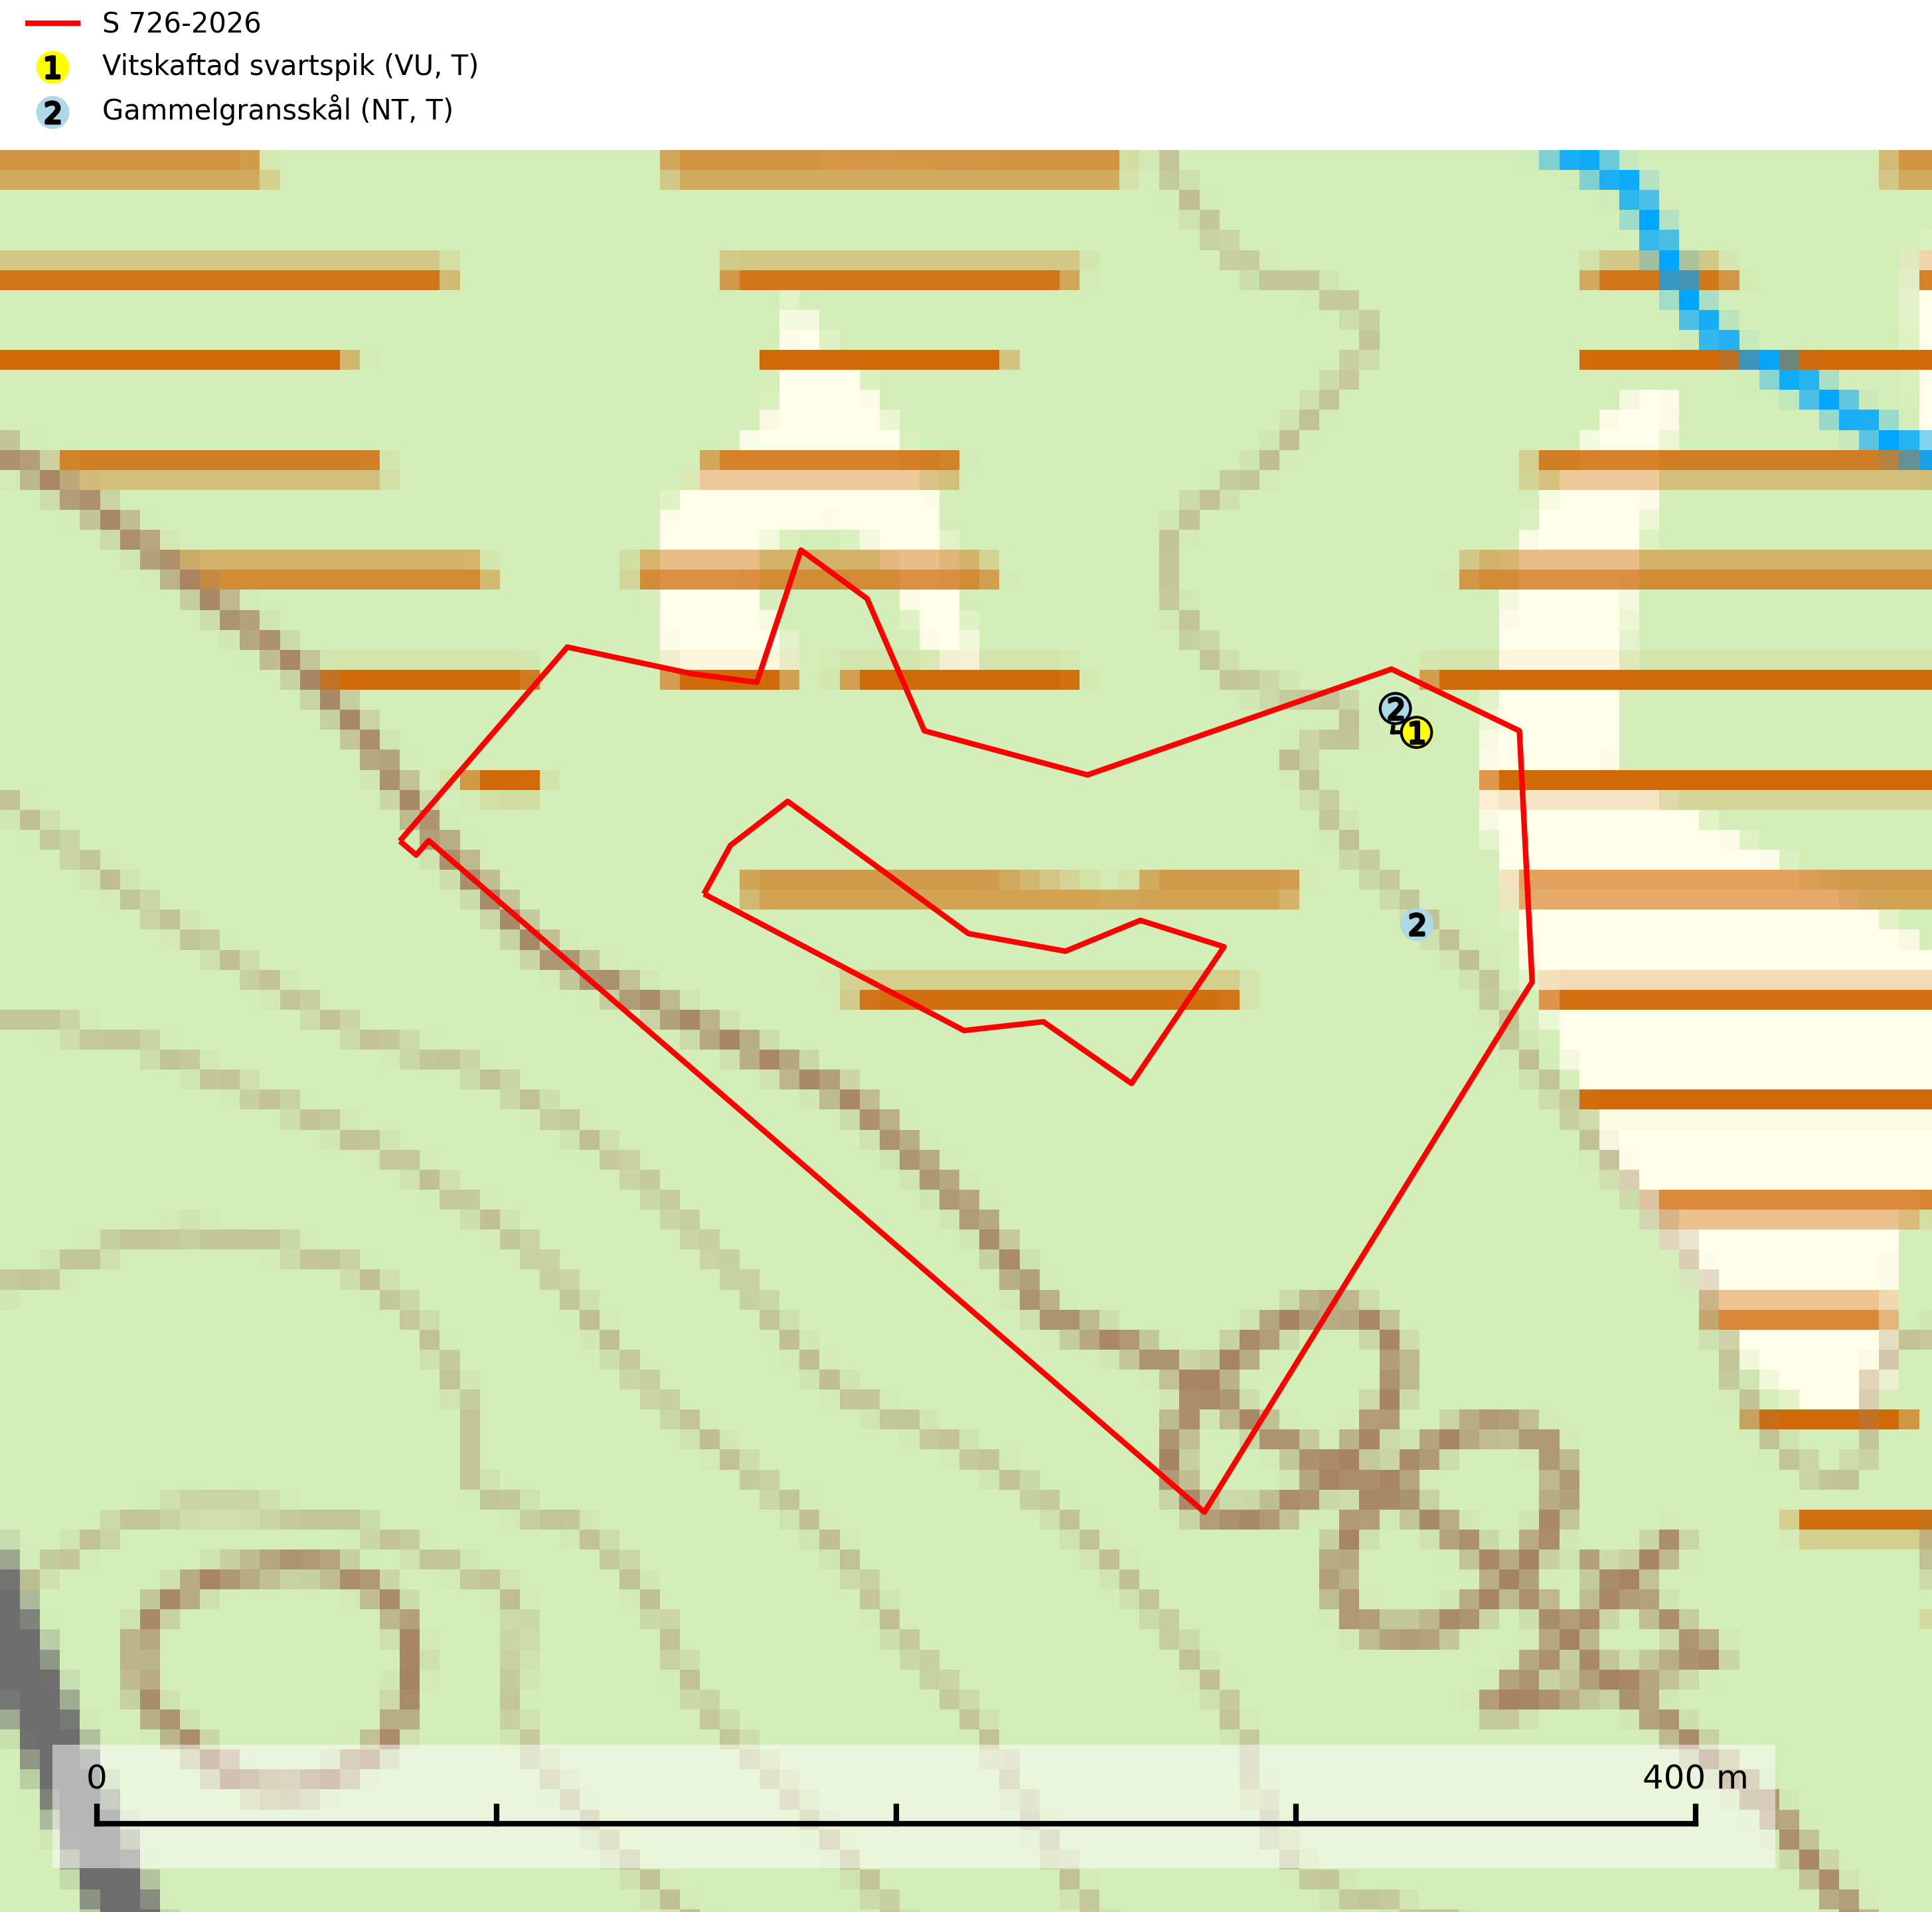 S 726-2026
1 Vitskaftad svartspik (VU, T)
2 Gammelgransskål (NT, T)
2
1
2
0 400 m